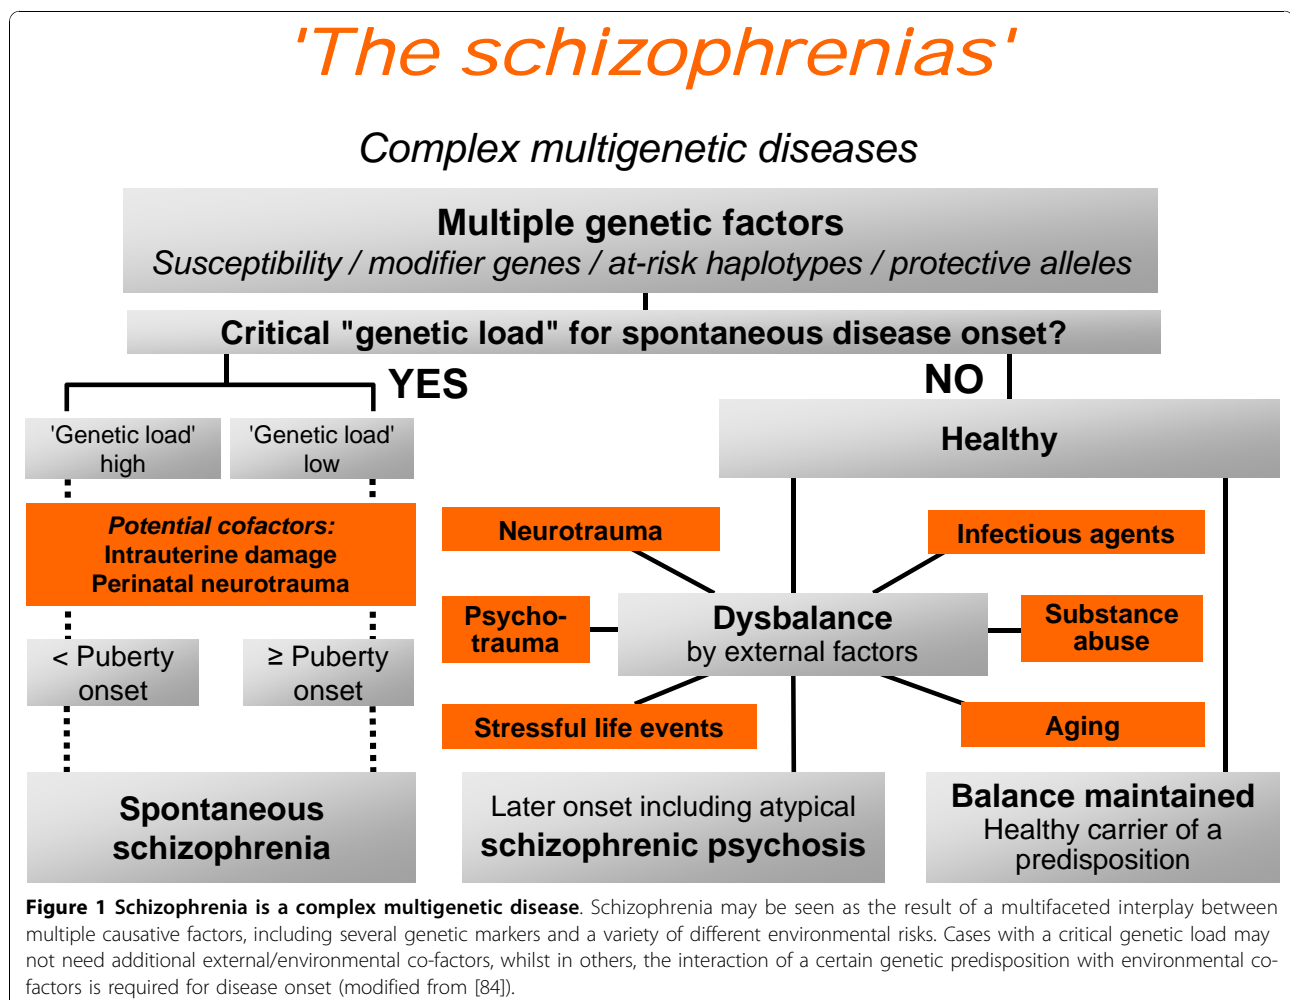 'The schizophrenias'
Complex multigenetic diseases
Multiple genetic factors
Susceptibility / modifier genes / at-risk haplotypes / protective alleles
Critical "genetic load" for spontaneous disease onset?
YES
NO
'Genetic load'
high
'Genetic load'
low
Healthy
Potential cofactors:
Intrauterine damage
Perinatal neurotrauma
Neurotrauma
Infectious agents
Psycho-
trauma
Dysbalance
by external factors
Substance
abuse
< Puberty
onset
≥ Puberty
onset
Stressful life events
Aging
Spontaneous
schizophrenia
Later onset including atypical
schizophrenic psychosis
Balance maintained
Healthy carrier of a
predisposition
Figure 1 Schizophrenia is a complex multigenetic disease. Schizophrenia may be seen as the result of a multifaceted interplay between
multiple causative factors, including several genetic markers and a variety of different environmental risks. Cases with a critical genetic load may
not need additional external/environmental co-factors, whilst in others, the interaction of a certain genetic predisposition with environmental co-
factors is required for disease onset (modified from [84]).